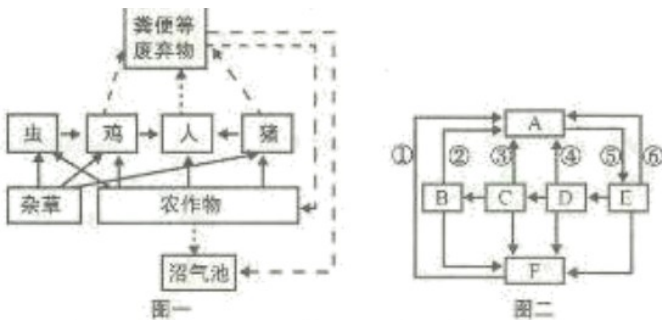 粪便等
废弃物
虫
鸡
人
猪
杂草
农作物
沼气池
图一
A
①
②
③
④
⑤
⑥
B
C
D
E
F
图二